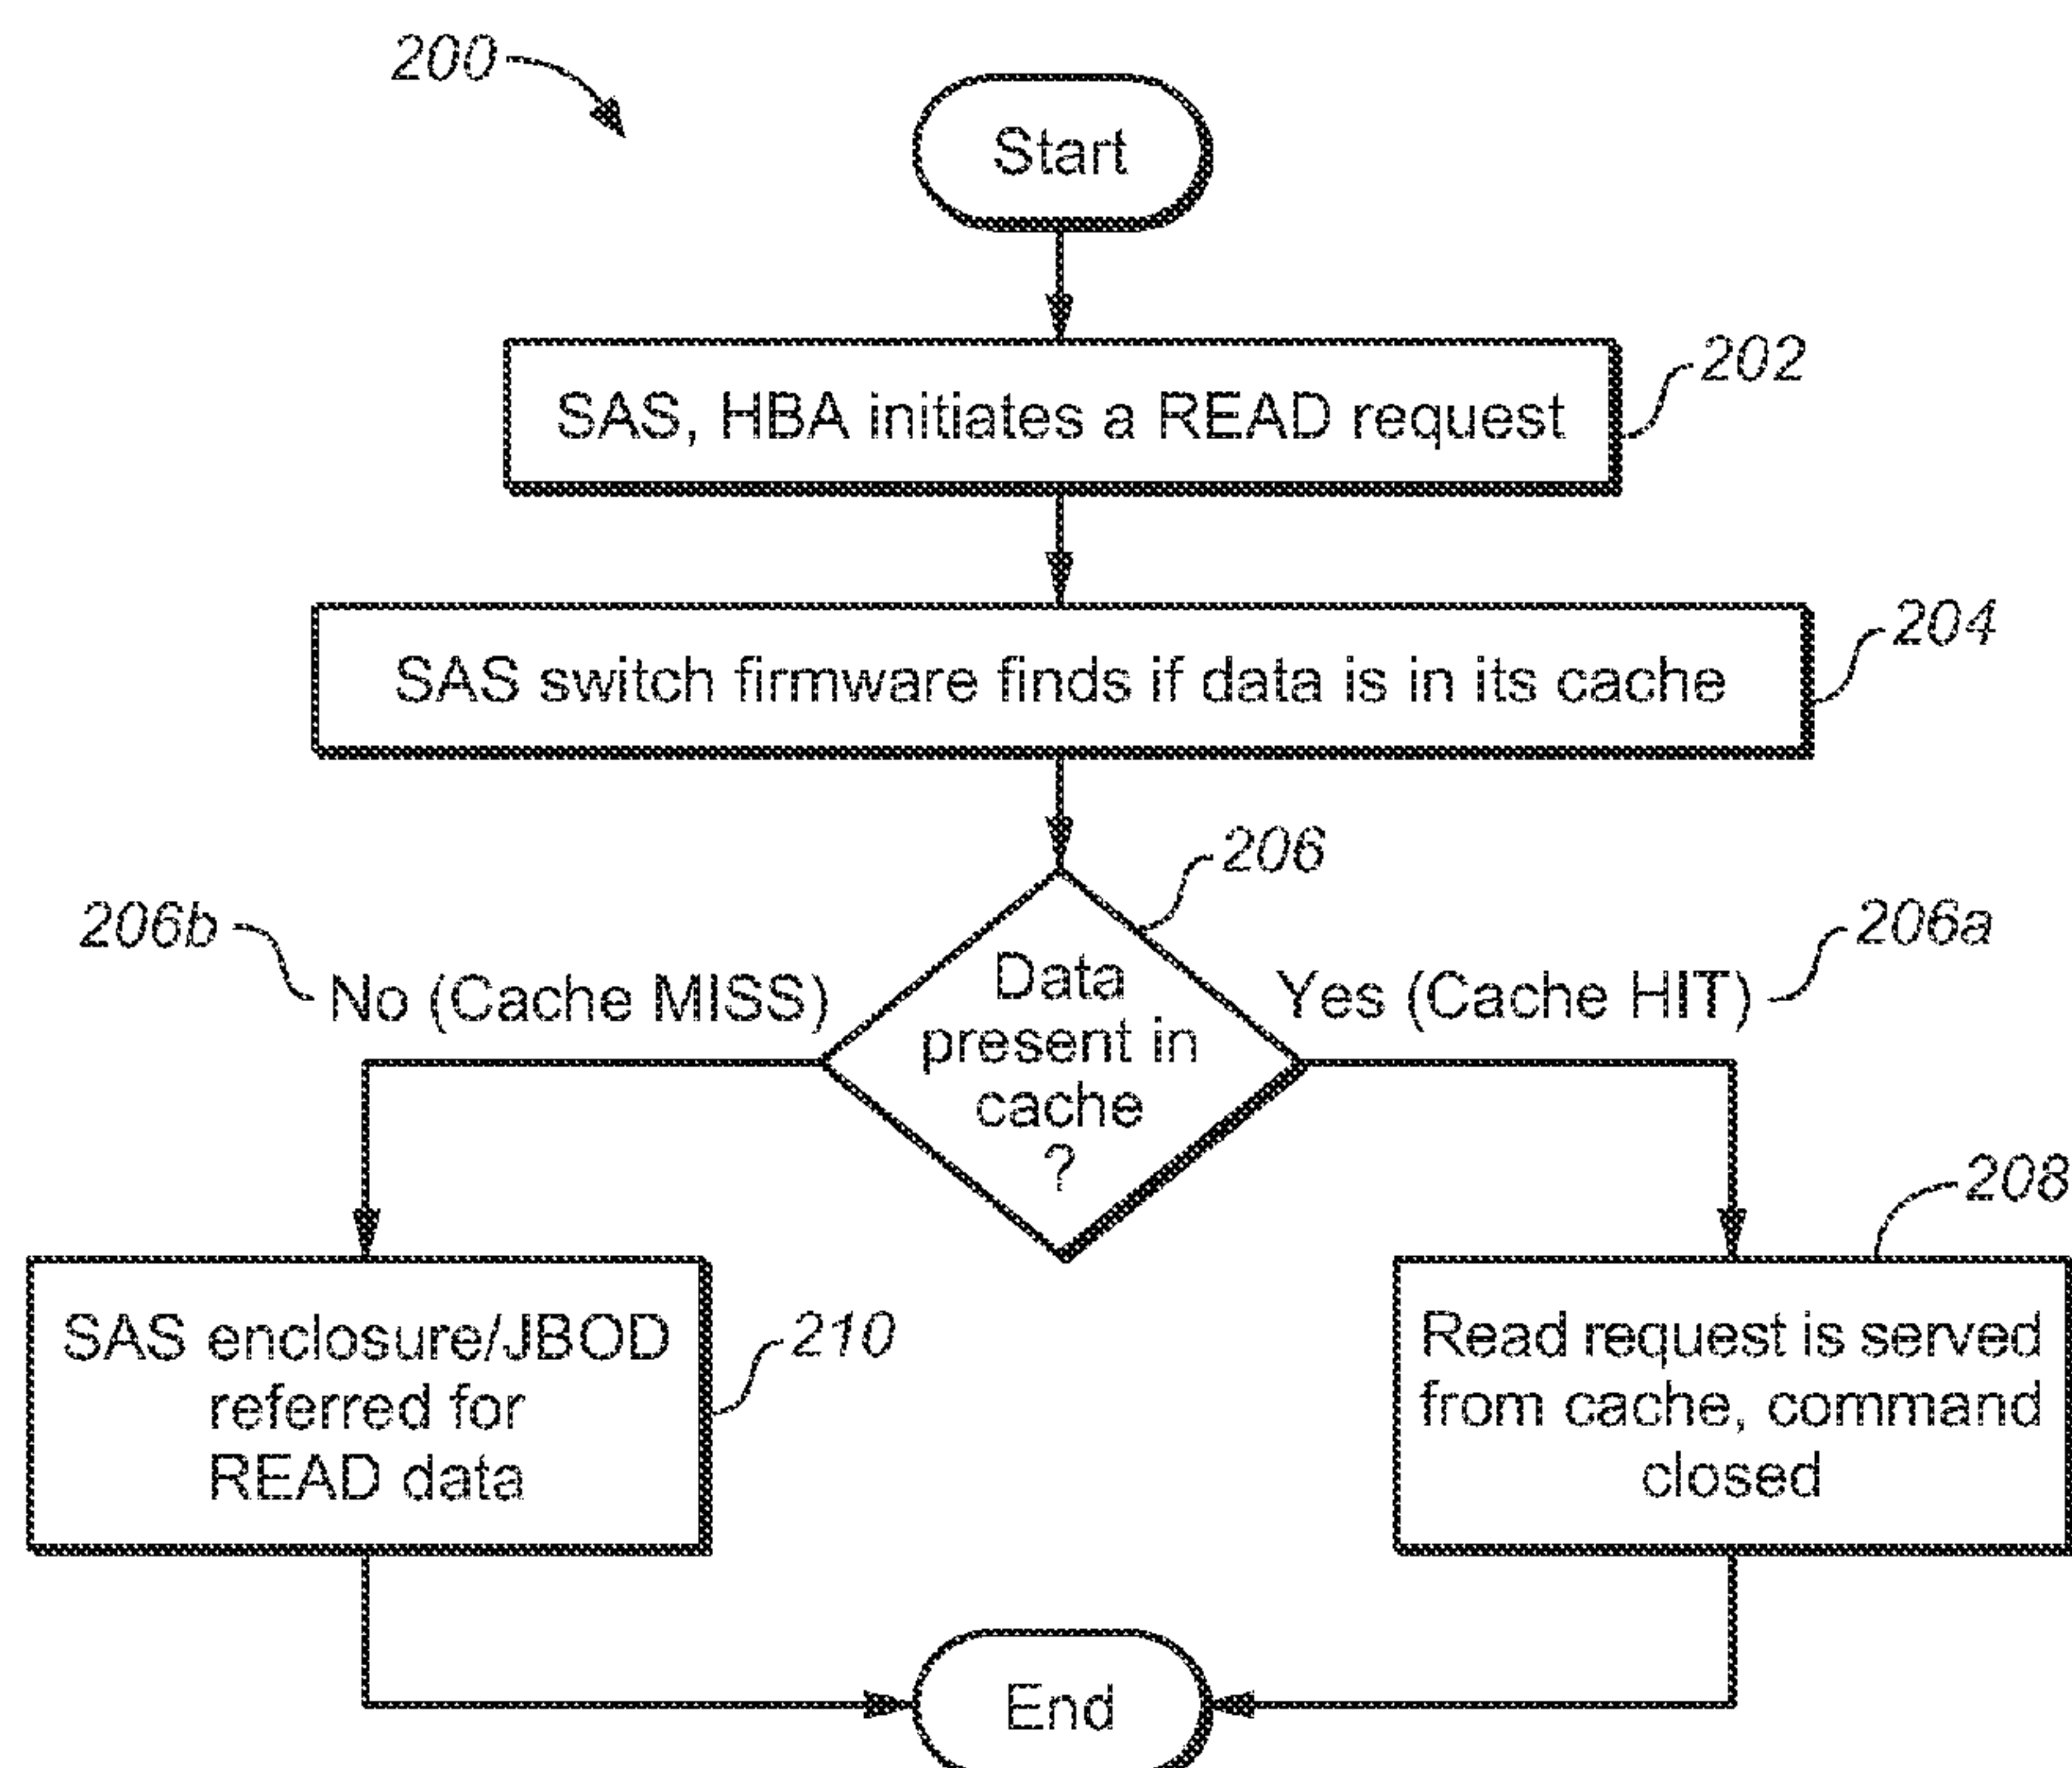 200
Start
SAS, HBA initiates a READ request
202
SAS switch firmware finds if data is in its cache
204
206
206b
No (Cache MISS)
Data
present in
cache
?
Yes (Cache HIT)
206a
208
SAS enclosure/JBOD
referred for
READ data
210
Read request is served
from cache, command
closed
End